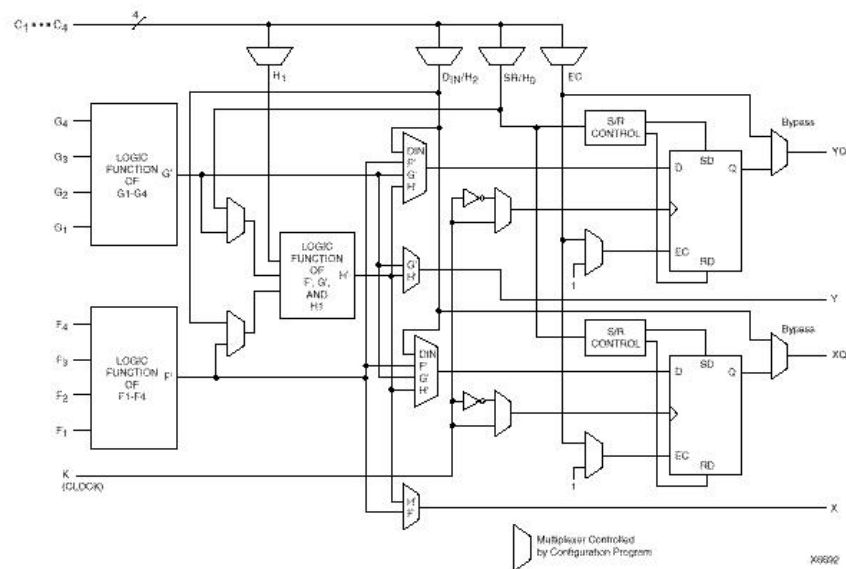 C1 ••• C4
4
H1
DIN/H2
SR/H0
EC
G4
G3
G2
G1
LOGIC
FUNCTION
OF
G1-G4
G'
DIN
F'
G'
H'
S/R
CONTROL
Bypass
YQ
D
SD
Q
EC
RD
1
LOGIC
FUNCTION
OF
F', G',
AND
H1
H'
G'
H'
Y
F4
F3
F2
F1
LOGIC
FUNCTION
OF
F1-F4
F'
DIN
F'
G'
H'
S/R
CONTROL
Bypass
XQ
D
SD
Q
EC
RD
1
K
(CLOCK)
H'
F'
X
Multiplexer Controlled
by Configuration Program
X6692